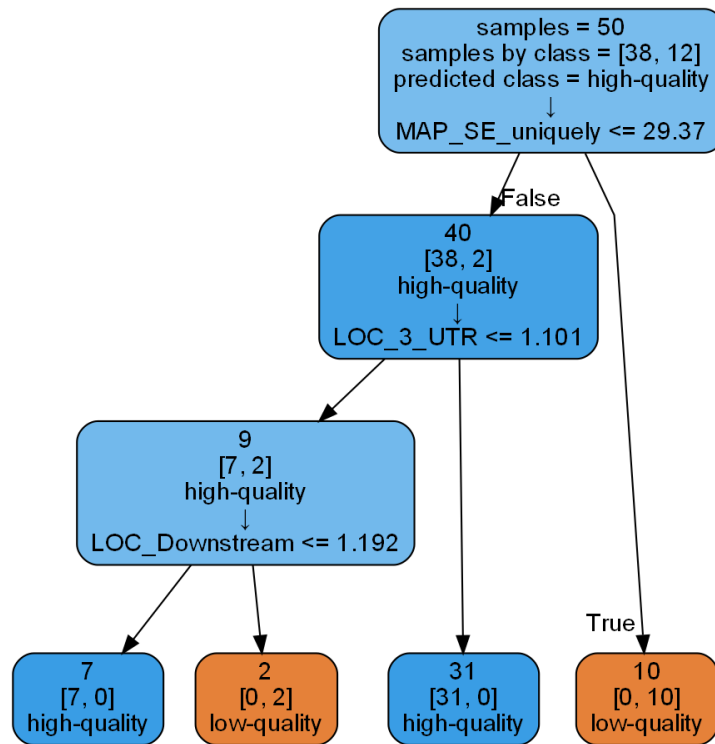 samples = 50
samples by class = [38, 12]
predicted class = high-quality
↓
MAP_SE_uniquely <= 29.37
False
40
[38, 2]
high-quality
↓
LOC_3_UTR <= 1.101
9
[7, 2]
high-quality
↓
LOC_Downstream <= 1.192
True
7
[7, 0]
high-quality
2
[0, 2]
low-quality
31
[31, 0]
high-quality
10
[0, 10]
low-quality